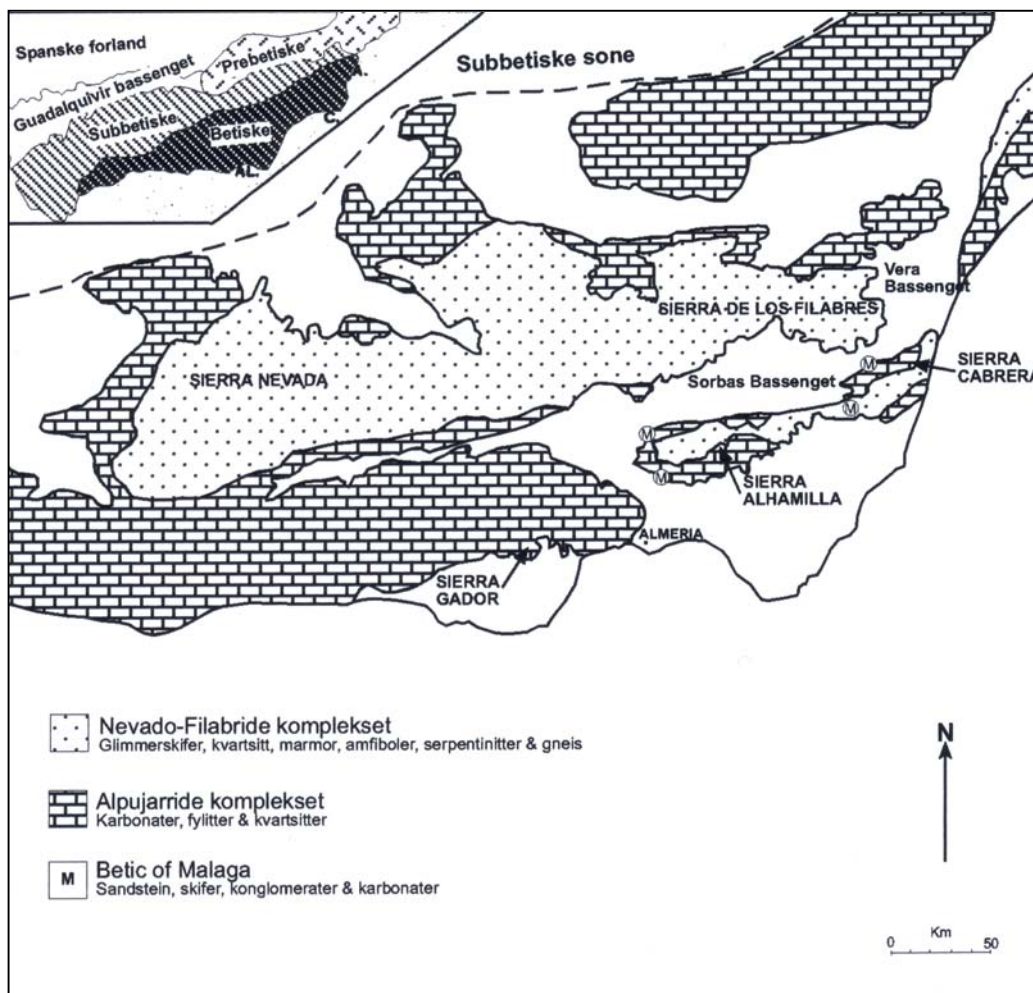 Spanske forland
Guadalquivir bassenget
Prebetiske
Subbetiske
Betiske
A.
C.
AL.
Subbetiske sone
Vera
Bassenget
SIERRA DE LOS FILABRES
SIERRA NEVADA
Sorbas Bassenget
M
SIERRA
CABRERA
M
M
M
SIERRA
ALHAMILLA
ALMERIA
SIERRA
GADOR
Nevado-Filabride komplekset
Glimmerskifer, kvartsitt, marmor, amfiboler, serpentinitter & gneis
N
Alpujarride komplekset
Karbonater, fylitter & kvartsitter
M
Betic of Malaga
Sandstein, skifer, konglomerater & karbonater
Km
0 50